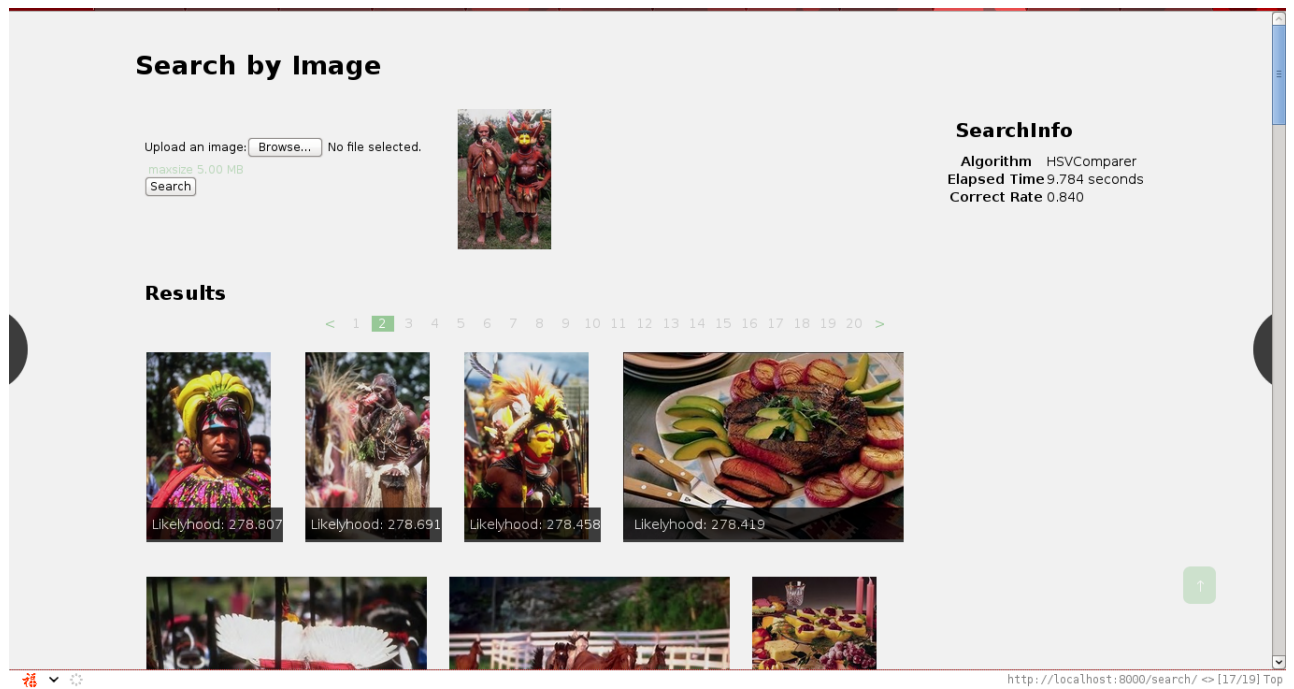 Search by Image
Upload an image: Browse... No file selected.
maxsize 5.00 MB
Search
SearchInfo
Algorithm HSVComparer
Elapsed Time 9.784 seconds
Correct Rate 0.840
Results
< 1 2 3 4 5 6 7 8 9 10 11 12 13 14 15 16 17 18 19 20 >
Likelyhood: 278.807
Likelyhood: 278.691
Likelyhood: 278.458
Likelyhood: 278.419
↑
福
http://localhost:8000/search/ <> [17/19] Top